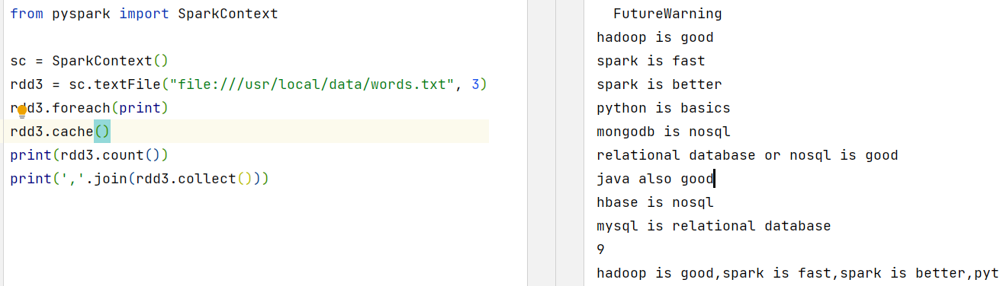 from pyspark import SparkContext
sc = SparkContext()
rdd3 = sc.textFile("file:///usr/local/data/words.txt", 3)
rdd3.foreach(print)
rdd3.cache()
print(rdd3.count())
print(','.join(rdd3.collect()))
FutureWarning
hadoop is good
spark is fast
spark is better
python is basics
mongodb is nosql
relational database or nosql is good
java also good
hbase is nosql
mysql is relational database
9
hadoop is good,spark is fast,spark is better,pyt